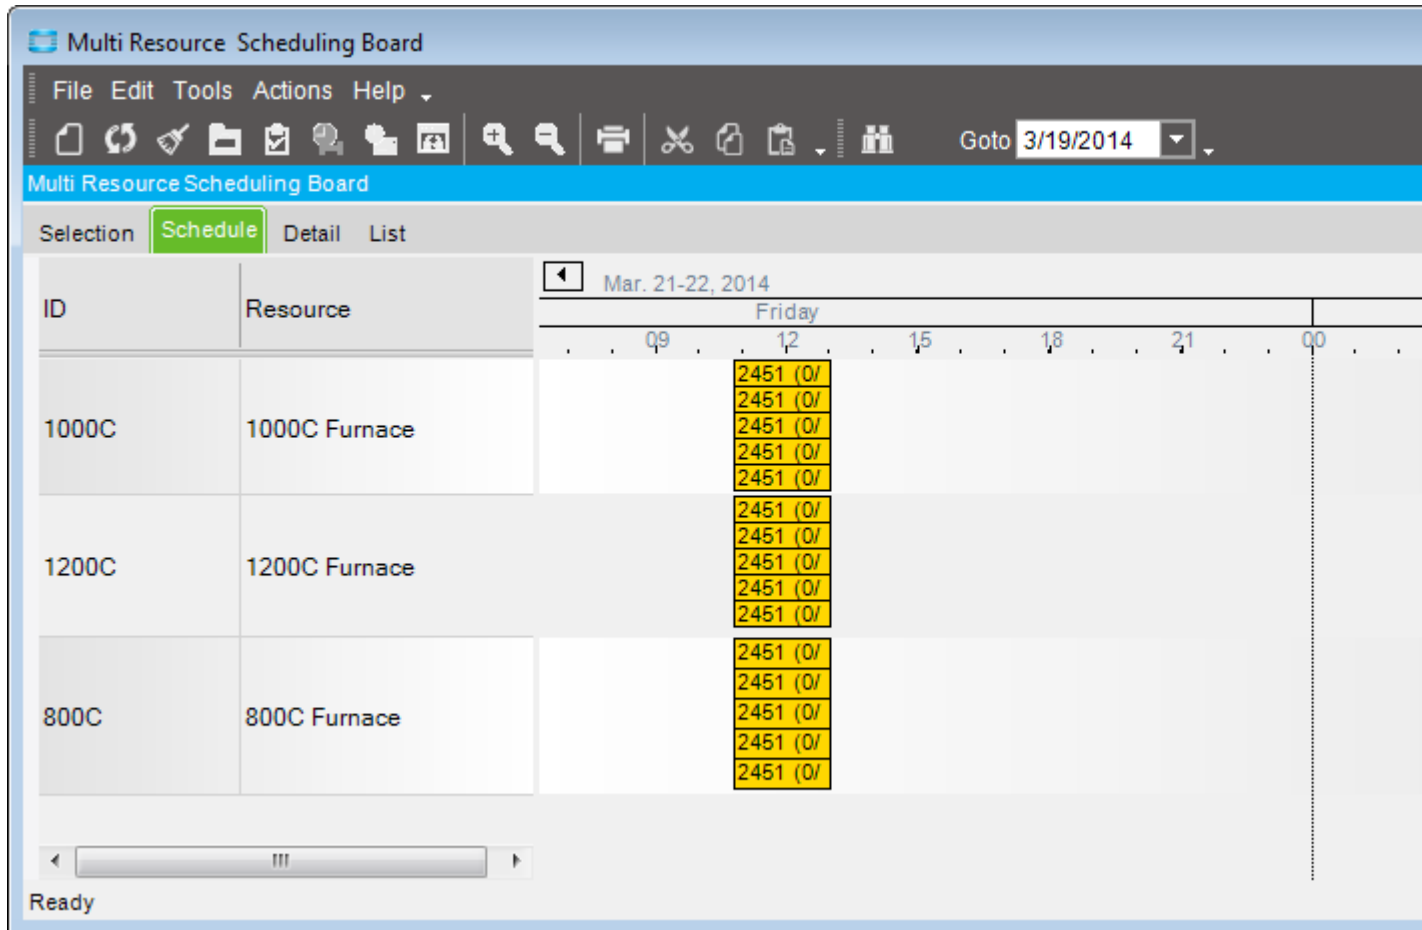 Multi Resource Scheduling Board
File Edit Tools Actions Help
Goto 3/19/2014
Multi Resource Scheduling Board
Selection Schedule Detail List
ID Resource Mar. 21-22, 2014
Friday
09 12 15 18 21 00
1000C 1000C Furnace
2451 (0/
2451 (0/
2451 (0/
2451 (0/
2451 (0/
1200C 1200C Furnace
2451 (0/
2451 (0/
2451 (0/
2451 (0/
2451 (0/
800C 800C Furnace
2451 (0/
2451 (0/
2451 (0/
2451 (0/
2451 (0/
Ready